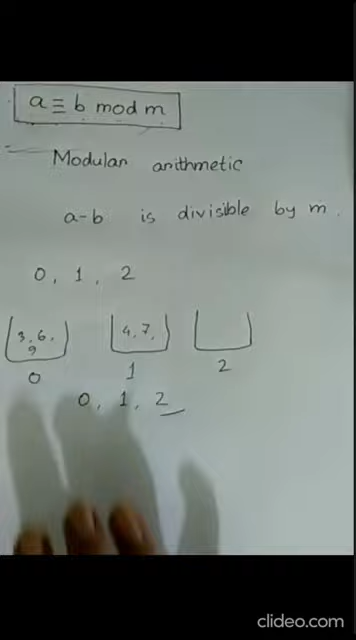 a ≡ b mod m
Modular arithmetic
a-b is divisible by m.
0, 1, 2
3, 6, 4, 7,
9
0 1 2
0, 1, 2
clideo.com